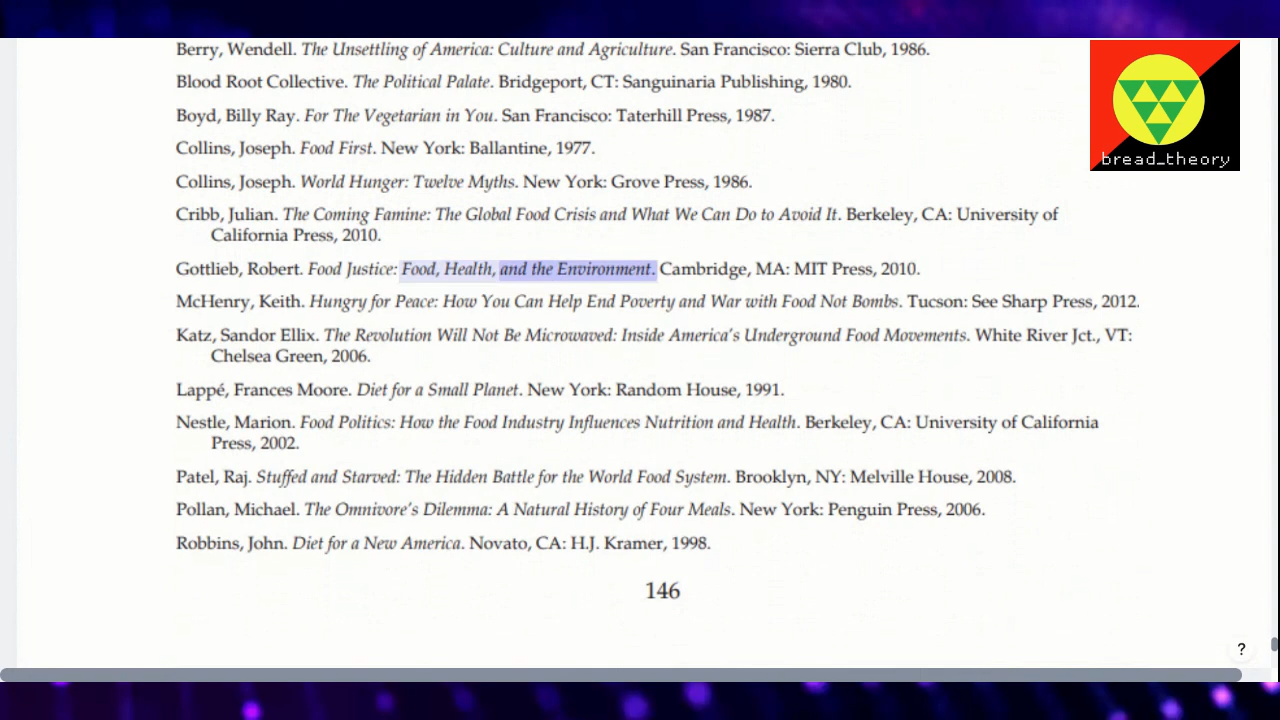 Berry, Wendell. The Unsettling of America: Culture and Agriculture. San Francisco: Sierra Club, 1986.
Blood Root Collective. The Political Palate. Bridgeport, CT: Sanguinaria Publishing, 1980.
Boyd, Billy Ray. For The Vegetarian in You. San Francisco: Taterhill Press, 1987.
Collins, Joseph. Food First. New York: Ballantine, 1977.
Collins, Joseph. World Hunger: Twelve Myths. New York: Grove Press, 1986.
Cribb, Julian. The Coming Famine: The Global Food Crisis and What We Can Do to Avoid It. Berkeley, CA: University of
California Press, 2010.
Gottlieb, Robert. Food Justice: Food, Health, and the Environment. Cambridge, MA: MIT Press, 2010.
McHenry, Keith. Hungry for Peace: How You Can Help End Poverty and War with Food Not Bombs. Tucson: See Sharp Press, 2012.
Katz, Sandor Ellix. The Revolution Will Not Be Microwaved: Inside America's Underground Food Movements. White River Jct., VT:
Chelsea Green, 2006.
Lappé, Frances Moore. Diet for a Small Planet. New York: Random House, 1991.
Nestle, Marion. Food Politics: How the Food Industry Influences Nutrition and Health. Berkeley, CA: University of California
Press, 2002.
Patel, Raj. Stuffed and Starved: The Hidden Battle for the World Food System. Brooklyn, NY: Melville House, 2008.
Pollan, Michael. The Omnivore's Dilemma: A Natural History of Four Meals. New York: Penguin Press, 2006.
Robbins, John. Diet for a New America. Novato, CA: H.J. Kramer, 1998.
146
bread_theory
?